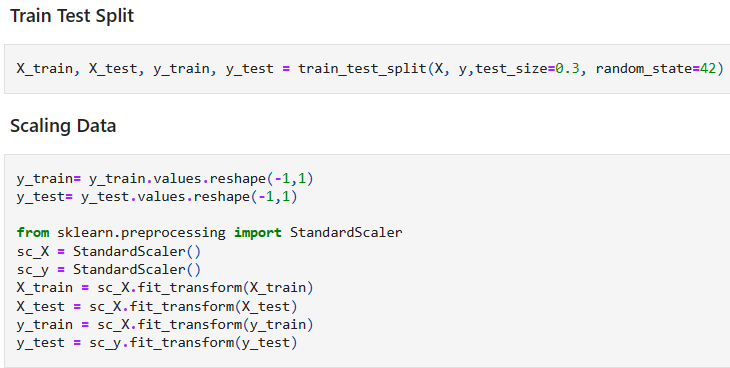 Train Test Split
X_train, X_test, y_train, y_test = train_test_split(X, y,test_size=0.3, random_state=42)
Scaling Data
y_train= y_train.values.reshape(-1,1)
y_test= y_test.values.reshape(-1,1)
from sklearn.preprocessing import StandardScaler
sc_X = StandardScaler()
sc_y = StandardScaler()
X_train = sc_X.fit_transform(X_train)
X_test = sc_X.fit_transform(X_test)
y_train = sc_X.fit_transform(y_train)
y_test = sc_y.fit_transform(y_test)